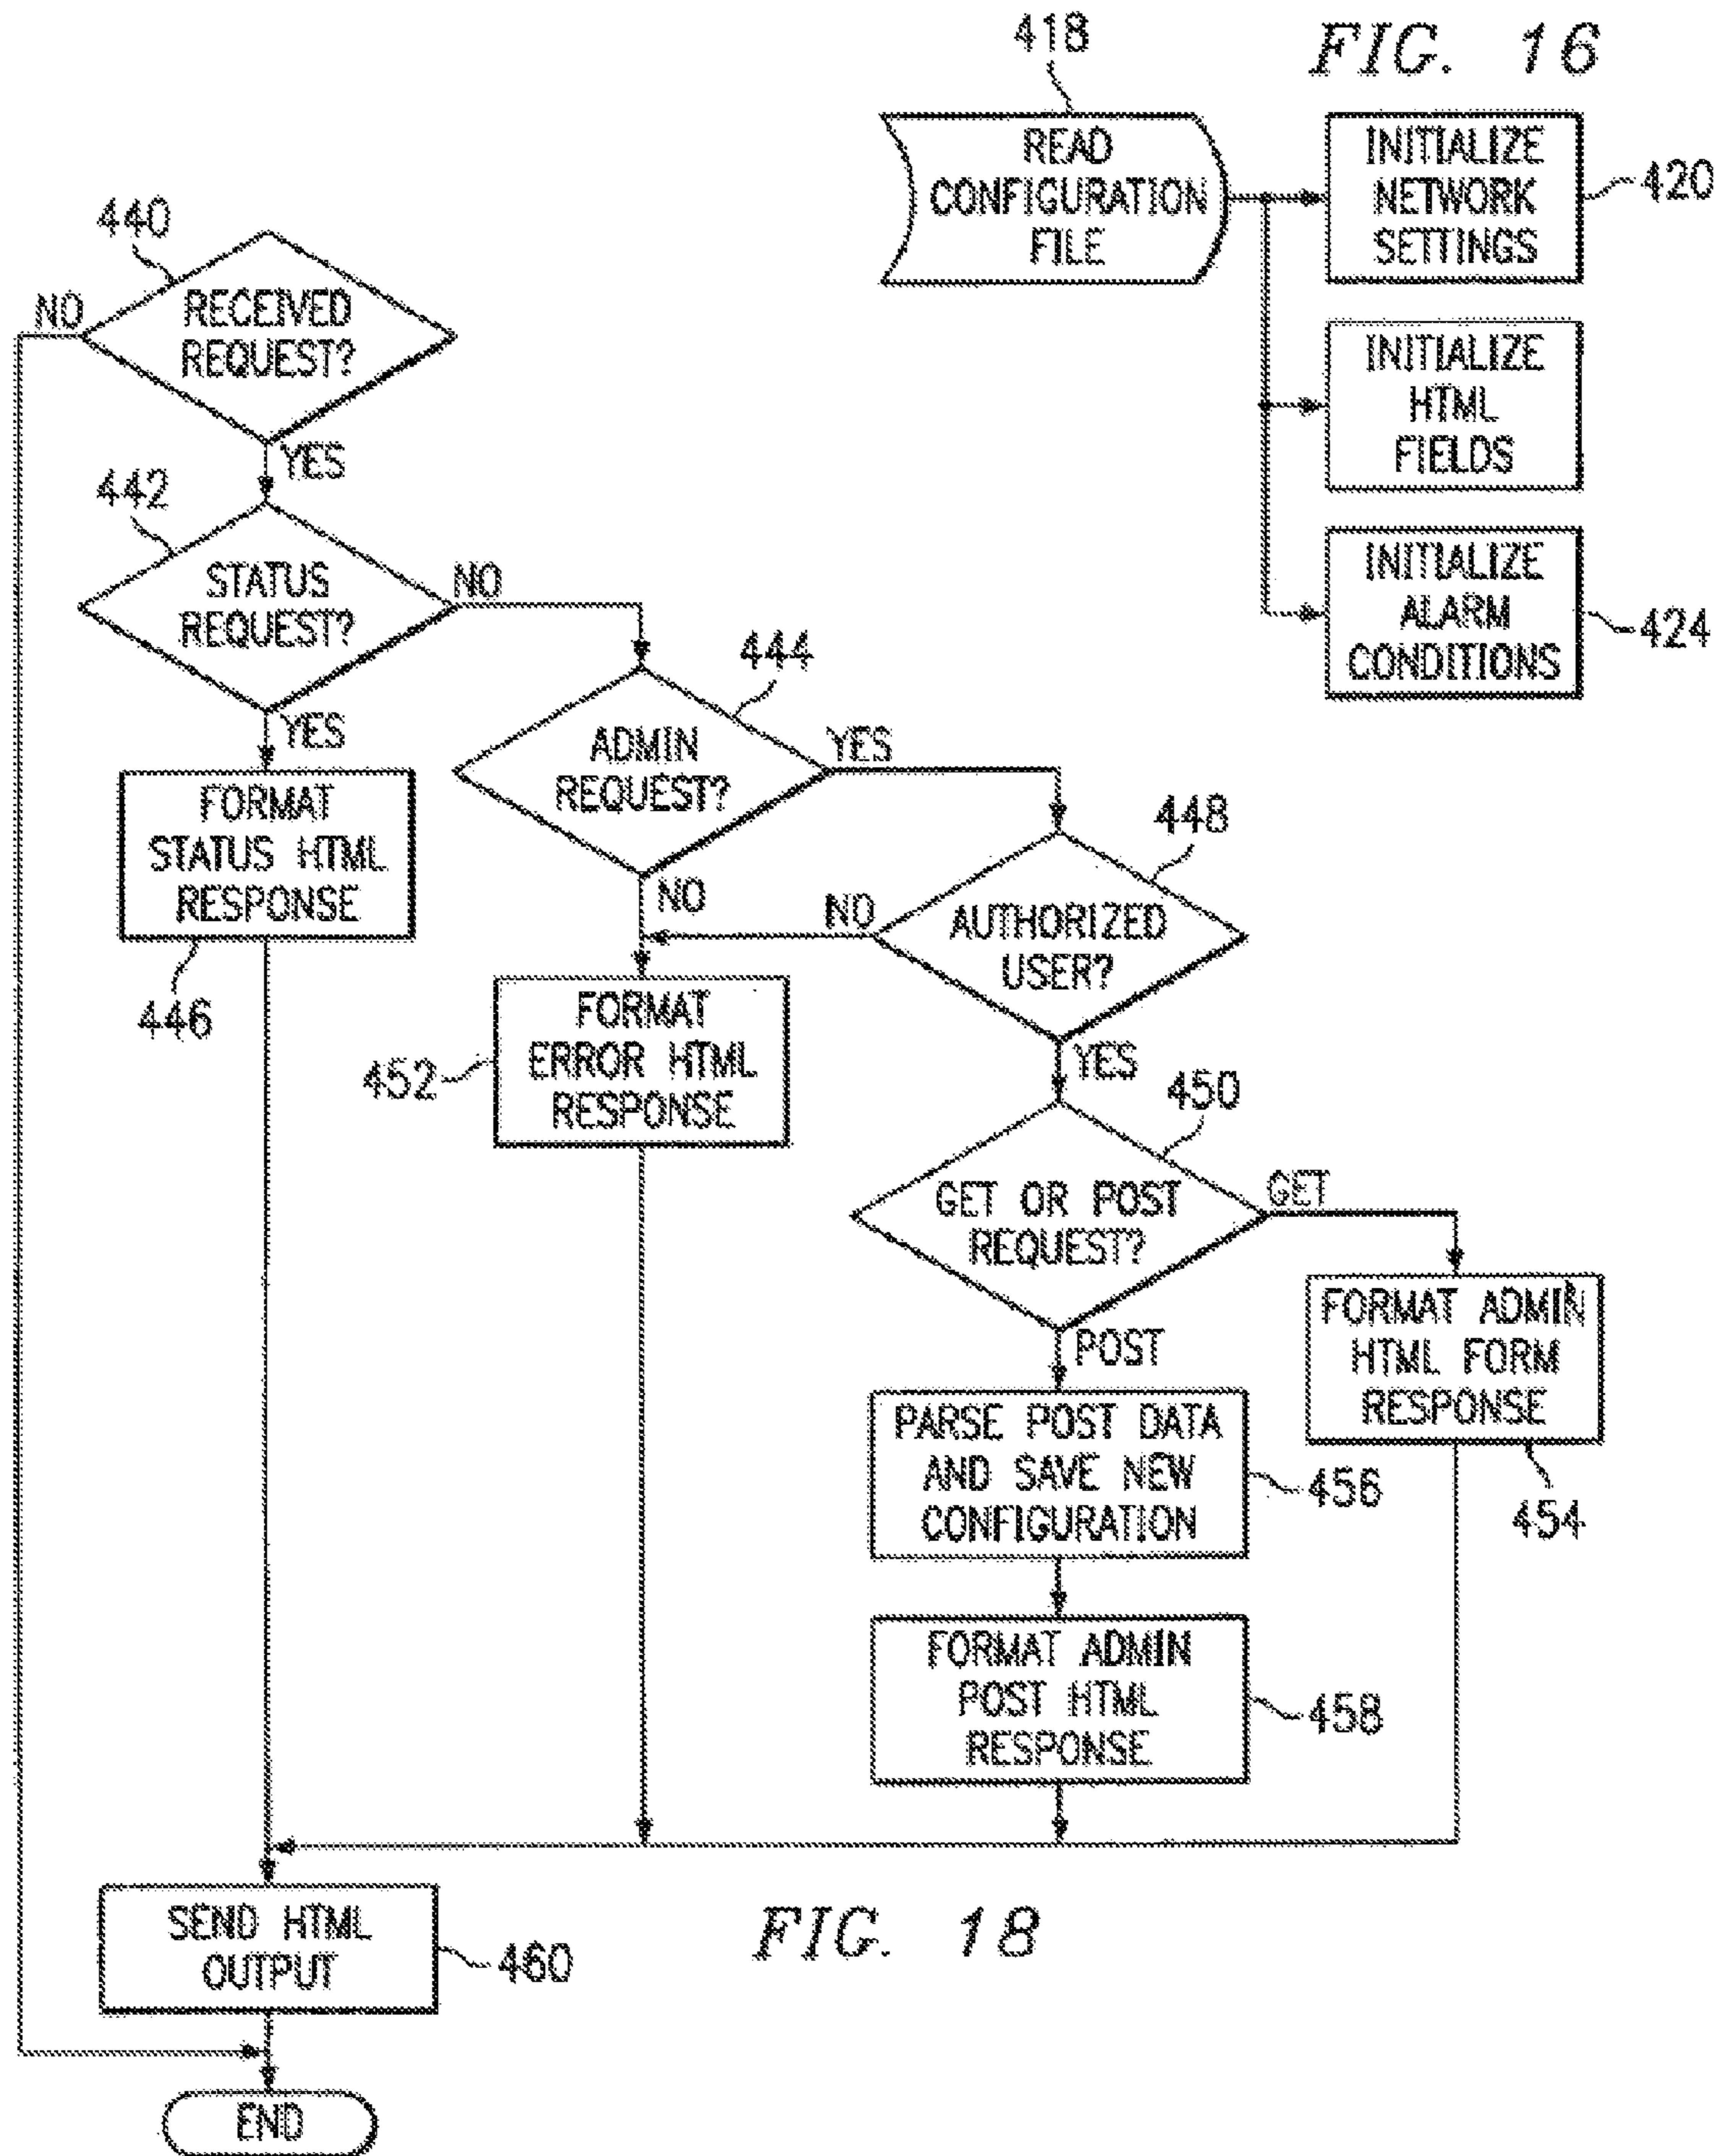 FIG. 16
418
READ
CONFIGURATION
FILE
INITIALIZE
NETWORK
SETTINGS
420
INITIALIZE
HTML
FIELDS
INITIALIZE
ALARM
CONDITIONS
424
440
NO
RECEIVED
REQUEST?
YES
442
STATUS
REQUEST?
NO
YES
444
ADMIN
REQUEST?
YES
NO
FORMAT
STATUS HTML
RESPONSE
446
448
NO
AUTHORIZED
USER?
YES
FORMAT
ERROR HTML
RESPONSE
452
450
GET OR POST
REQUEST?
GET
POST
FORMAT ADMIN
HTML FORM
RESPONSE
454
PARSE POST DATA
AND SAVE NEW
CONFIGURATION
456
FORMAT ADMIN
POST HTML
RESPONSE
458
SEND HTML
OUTPUT
460
FIG. 18
END